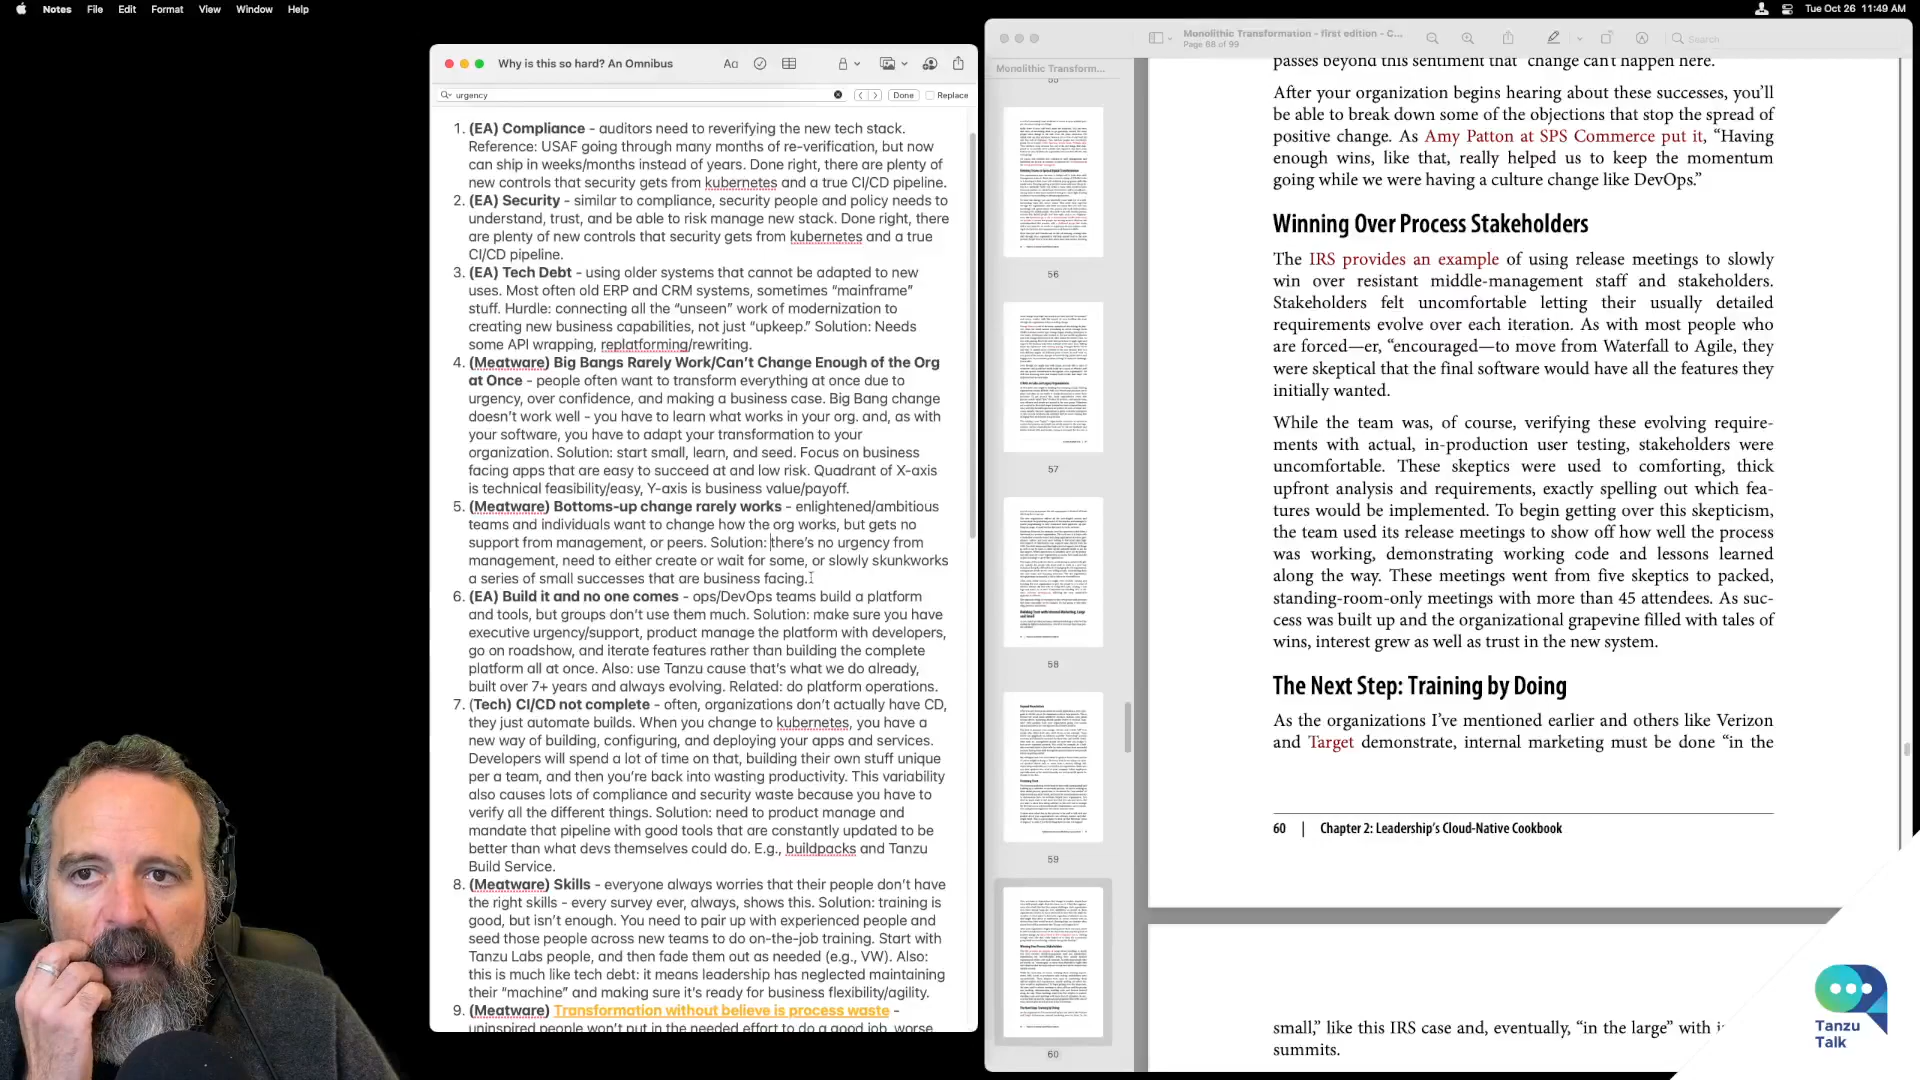 Notes File Edit Format View Window Help
Tue Oct 26 11:49 AM
Why is this so hard? An Omnibus
Aa
urgency
Done
Replace
1. (EA) Compliance - auditors need to reverifying the new tech stack.
Reference: USAF going through many months of re-verification, but now
can ship in weeks/months instead of years. Done right, there are plenty of
new controls that security gets from kubernetes and a true CI/CD pipeline.
2. (EA) Security - similar to compliance, security people and policy needs to
understand, trust, and be able to risk manage new stack. Done right, there
are plenty of new controls that security gets from kubernetes and a true
CI/CD pipeline.
3. (EA) Tech Debt - using older systems that cannot be adapted to new
uses. Most often old ERP and CRM systems, sometimes “mainframe”
stuff. Hurdle: connecting all the “unseen” work of modernization to
creating new business capabilities, not just “upkeep.” Solution: Needs
some API wrapping, replatforming/rewriting.
4. (Meatware) Big Bangs Rarely Work/Can’t Change Enough of the Org
at Once - people often want to transform everything at once due to
urgency, over confidence, and making a business case. Big Bang change
doesn’t work well - you have to learn what works in your org. and, as with
your software, you have to adapt your transformation to your
organization. Solution: start small, learn, and seed. Focus on business
facing apps that are easy to succeed at and low risk. Quadrant of X-axis
is technical feasibility/easy, Y-axis is business value/payoff.
5. (Meatware) Bottoms-up change rarely works - enlightened/ambitious
teams and individuals want to change how the org works, but gets no
support from management, or peers. Solution: there’s no urgency from
management, need to either create or wait for some, or slowly skunkworks
a series of small successes that are business facing.
6. (EA) Build it and no one comes - ops/DevOps teams build a platform
and tools, but groups don’t use them much. Solution: make sure you have
executive urgency/support, product manage the platform with developers,
go on roadshow, and iterate features rather than building the complete
platform all at once. Also: use Tanzu cause that’s what we do already,
built over 7+ years and always evolving. Related: do platform operations.
7. (Tech) CI/CD not complete - often, organizations don’t actually have CD,
they just automate builds. When you change to kubernetes, you have a
new way of building, configuring, and deploying your apps and services.
Developers will spend a lot of time on that, building their own stuff unique
per a team, and then you’re back into wasting productivity. This variability
also causes lots of compliance and security waste because you have to
verify all the different things. Solution: need to product manage and
mandate that pipeline with good tools that are constantly updated to be
better than what devs themselves could do. E.g., buildpacks and Tanzu
Build Service.
8. (Meatware) Skills - everyone always worries that their people don’t have
the right skills - every survey ever, always, shows this. Solution: training is
good, but isn’t enough. You need to pair up with experienced people and
seed those people across new teams to do on-the-job training. Start with
Tanzu Labs people, and then fade them out as needed (e.g., VW). Also:
this is much like tech debt: it means leadership has neglected maintaining
their “machine” and making sure it’s ready for business flexibility/agility.
9. (Meatware) Transformation without believe is process waste -
uninspired people won’t put in the needed effort to do a good job, worse
Monolithic Transformation - first edition - C...
Page 68 of 99
Search
Monolithic Transform...
55
56
57
58
59
60
passes beyond this sentiment that “change can’t happen here.”
After your organization begins hearing about these successes, you’ll
be able to break down some of the objections that stop the spread of
positive change. As Amy Patton at SPS Commerce put it, “Having
enough wins, like that, really helped us to keep the momentum
going while we were having a culture change like DevOps.”
Winning Over Process Stakeholders
The IRS provides an example of using release meetings to slowly
win over resistant middle-management staff and stakeholders.
Stakeholders felt uncomfortable letting their usually detailed
requirements evolve over each iteration. As with most people who
are forced—er, “encouraged—to move from Waterfall to Agile, they
were skeptical that the final software would have all the features they
initially wanted.
While the team was, of course, verifying these evolving require-
ments with actual, in-production user testing, stakeholders were
uncomfortable. These skeptics were used to comforting, thick
upfront analysis and requirements, exactly spelling out which fea-
tures would be implemented. To begin getting over this skepticism,
the team used its release meetings to show off how well the process
was working, demonstrating working code and lessons learned
along the way. These meetings went from five skeptics to packed,
standing-room-only meetings with more than 45 attendees. As suc-
cess was built up and the organizational grapevine filled with tales of
wins, interest grew as well as trust in the new system.
The Next Step: Training by Doing
As the organizations I’ve mentioned earlier and others like Verizon
and Target demonstrate, internal marketing must be done “in the
60 | Chapter 2: Leadership’s Cloud-Native Cookbook
small,” like this IRS case and, eventually, “in the large” with
summits.
Tanzu
Talk